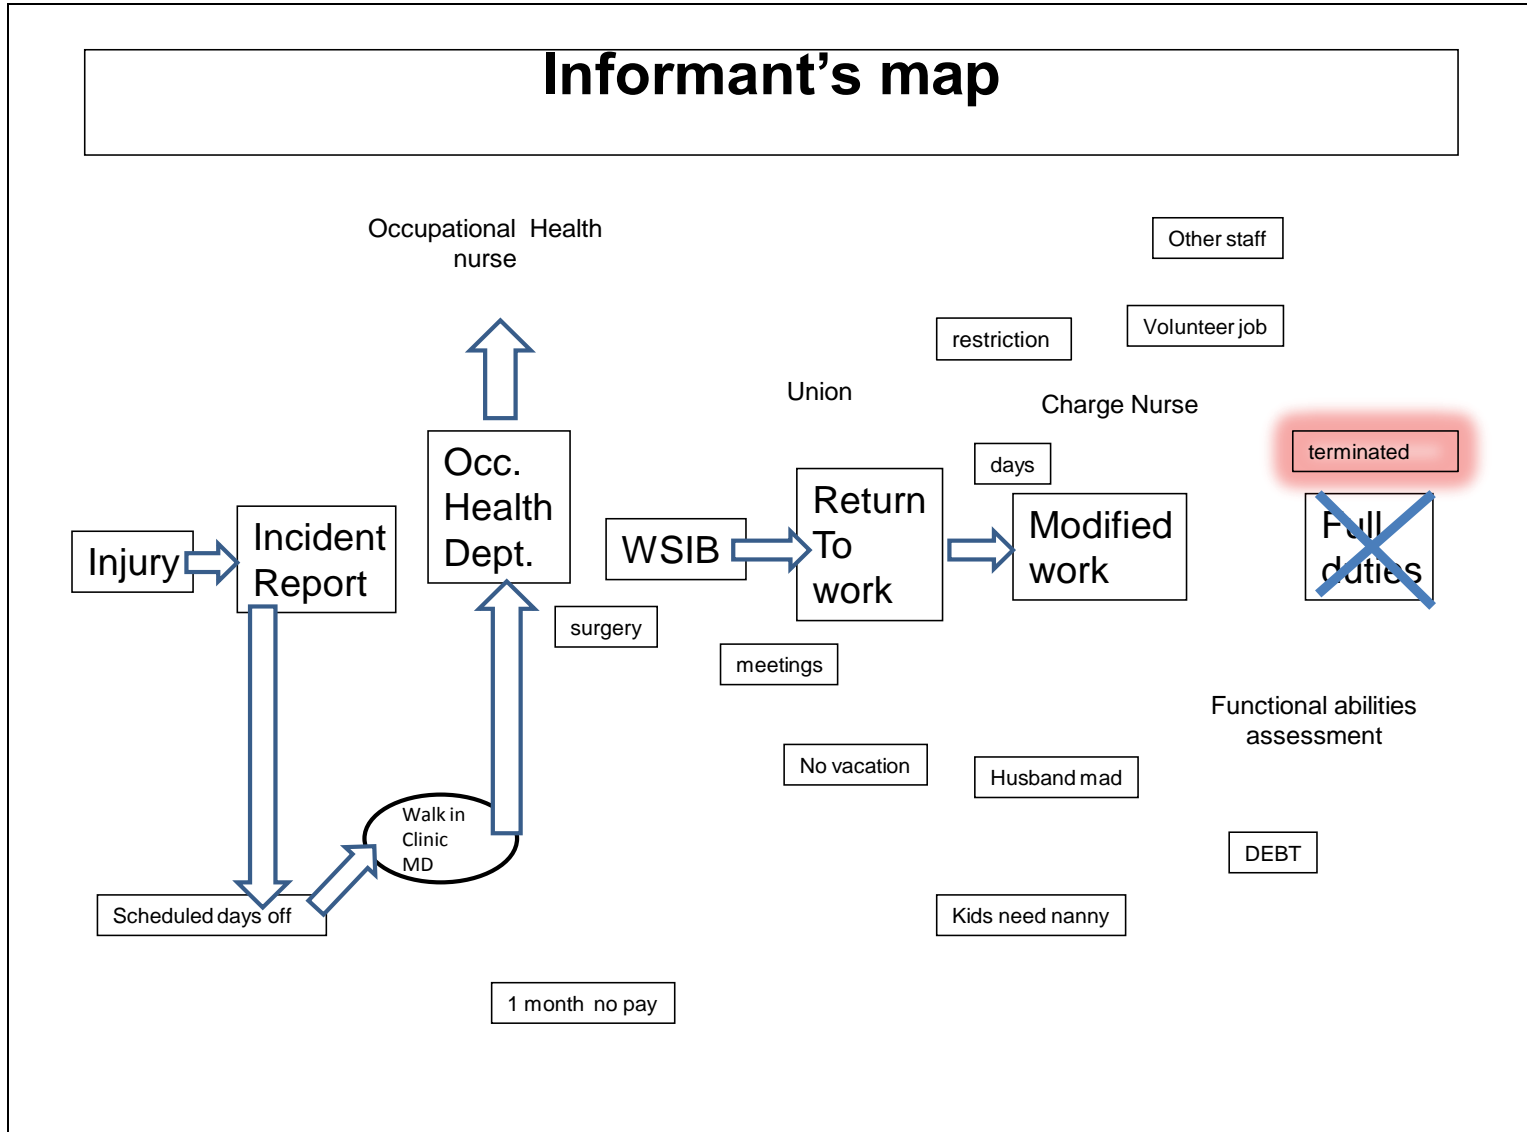 Informant’s map
Occupational Health
nurse
Other staff
Volunteer job
restriction
Union
Charge Nurse
terminated
days
Occ.
Health
Dept.
Return
To
work
Modified
work
Full
duties
Injury
Incident
Report
WSIB
surgery
meetings
Functional abilities
assessment
No vacation
Husband mad
Walk in
Clinic
MD
DEBT
Scheduled days off
Kids need nanny
1 month no pay